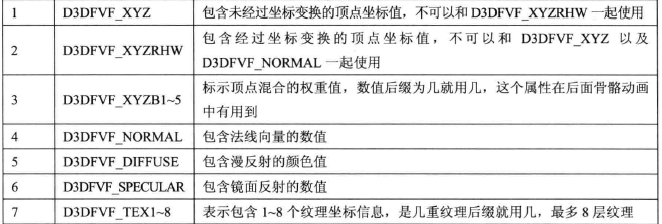 1 D3DFVF_XYZ 包含未经过坐标变换的顶点坐标值，不可以和 D3DFVF_XYZRHW 一起使用
2 D3DFVF_XYZRHW 包含经过坐标变换的顶点坐标值，不可以和 D3DFVF_XYZ 以及
D3DFVF_NORMAL 一起使用
3 D3DFVF_XYZB1~5 标示顶点混合的权重值，数值后缀为几就用几，这个属性在后面骨骼动画
中有用到
4 D3DFVF_NORMAL 包含法线向量的数值
5 D3DFVF_DIFFUSE 包含漫反射的颜色值
6 D3DFVF_SPECULAR 包含镜面反射的数值
7 D3DFVF_TEX1~8 表示包含 1~8 个纹理坐标信息，是几重纹理后缀就用几，最多 8 层纹理